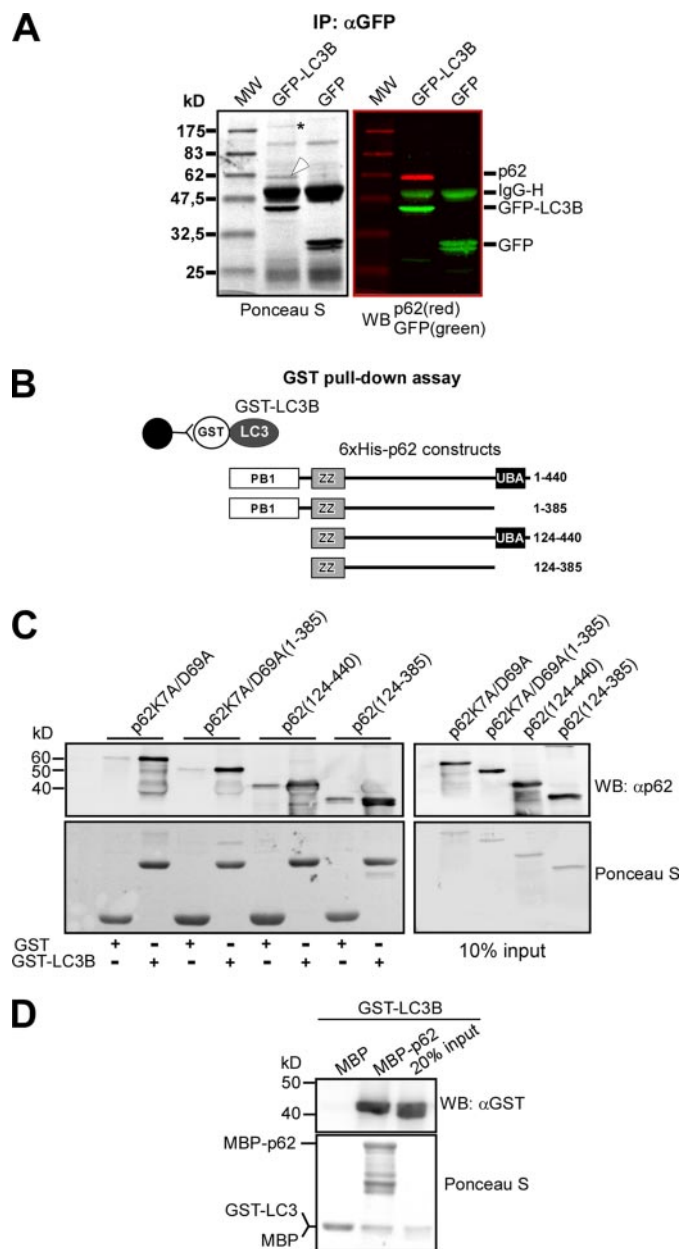 A
IP: αGFP
MW GFP-LC3B GFP MW GFP-LC3B GFP
kD
175
83
62
47,5
32,5
25
*
p62
IgG-H
GFP-LC3B
GFP
Ponceau S
WB p62(red)
GFP(green)
B
GST pull-down assay
GST-LC3B
GST LC3
6xHis-p62 constructs
PB1 ZZ UBA 1-440
PB1 ZZ 1-385
ZZ UBA 124-440
ZZ 124-385
C
p62K7A/D69A p62K7A/D69A(1-385) p62(124-440) p62(124-385) p62K7A/D69A p62K7A/D69A(1-385) p62(124-440) p62(124-385)
kD
60
50
40
WB: αp62
Ponceau S
GST + - + - + - + -
GST-LC3B - + - + - + - +
10% input
D
GST-LC3B
MBP MBP-p62 20% input
kD
50
40
WB: αGST
MBP-p62
Ponceau S
GST-LC3
MBP